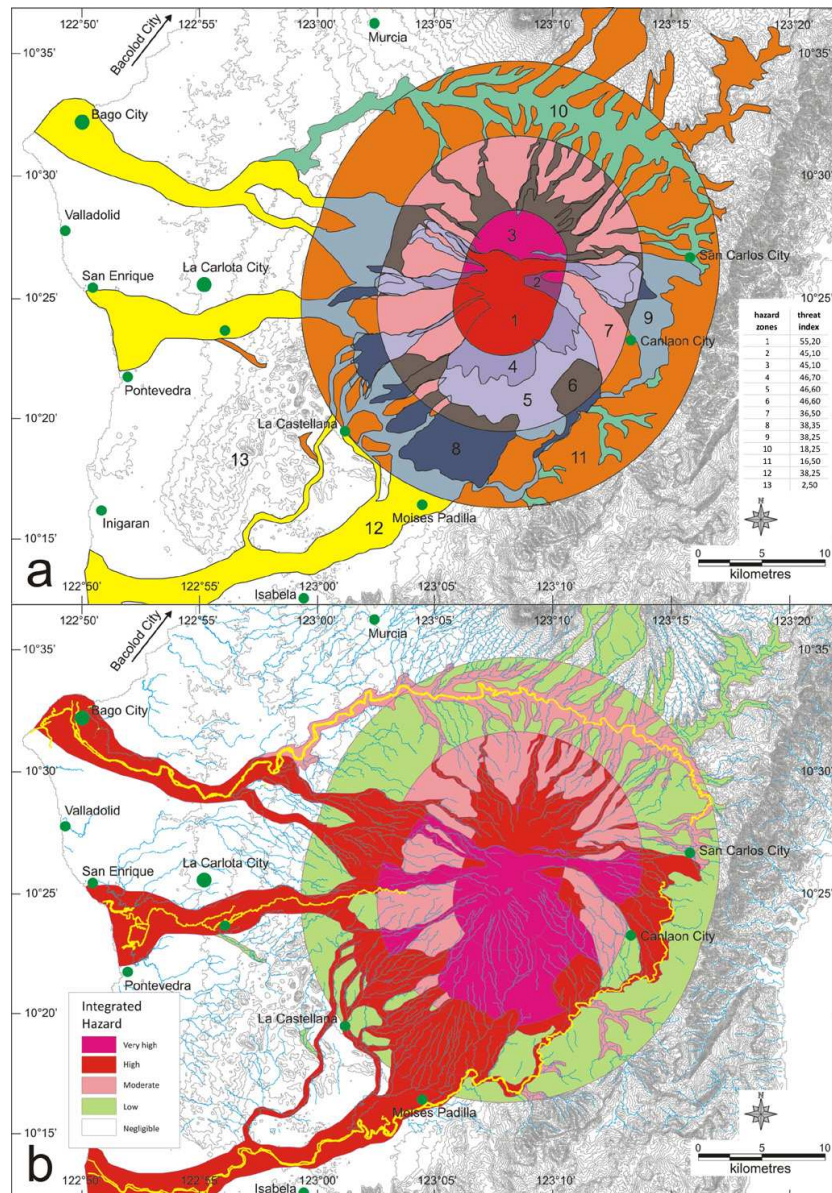 122°50' 122°55' 123°00' 123°05' 123°10' 123°16' 123°20'
Bacolod City
Murcia
10°35'
Bago City
10
10°30'
Valladolid
3
San Carlos City
San Enrique
La Carlota City
10°25'
2
9
1
7
Canlaon City
4
Pontevedra
6
5
10°20'
La Castellana
13
8
11
Inigaran
12
Moises Padilla
10°15'
Isabela
hazard zones threat index
1 55,20
2 45,10
3 45,10
4 46,70
5 46,60
6 46,60
7 36,50
8 38,35
9 38,25
10 18,25
11 16,50
12 38,25
13 2,50
N
0 5 10
kilometres
a
122°50' 122°55' 123°00' 123°05' 123°10' 123°16' 123°20'
Bacolod City
Murcia
10°35'
Bago City
10°30'
Valladolid
San Carlos City
San Enrique
La Carlota City
10°25'
Canlaon City
Pontevedra
10°20'
La Castellana
Integrated
Hazard
Very high
High
Moderate
Low
Negligible
Moises Padilla
10°15'
Isabela
N
0 5 10
kilometres
b